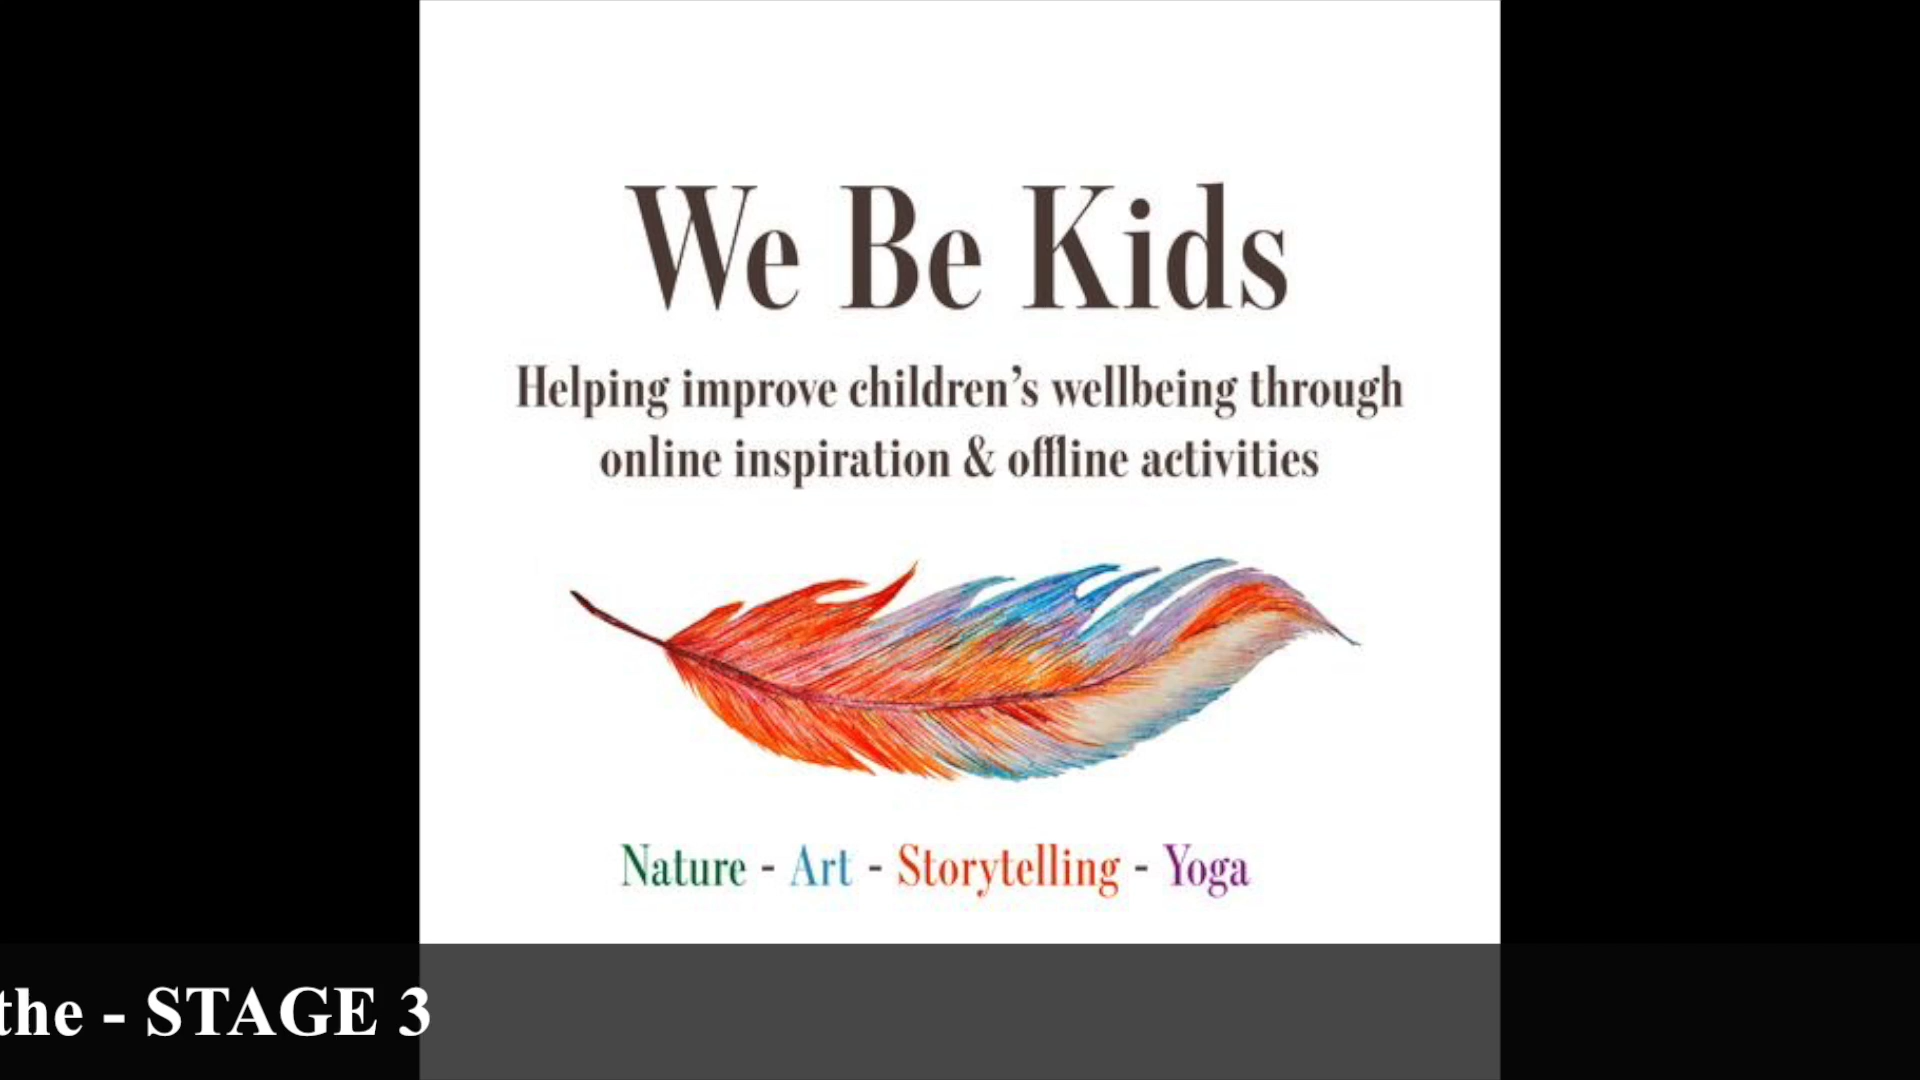 We Be Kids
Helping improve children’s wellbeing through
online inspiration & offline activities
Nature - Art - Storytelling - Yoga
the - STAGE 3